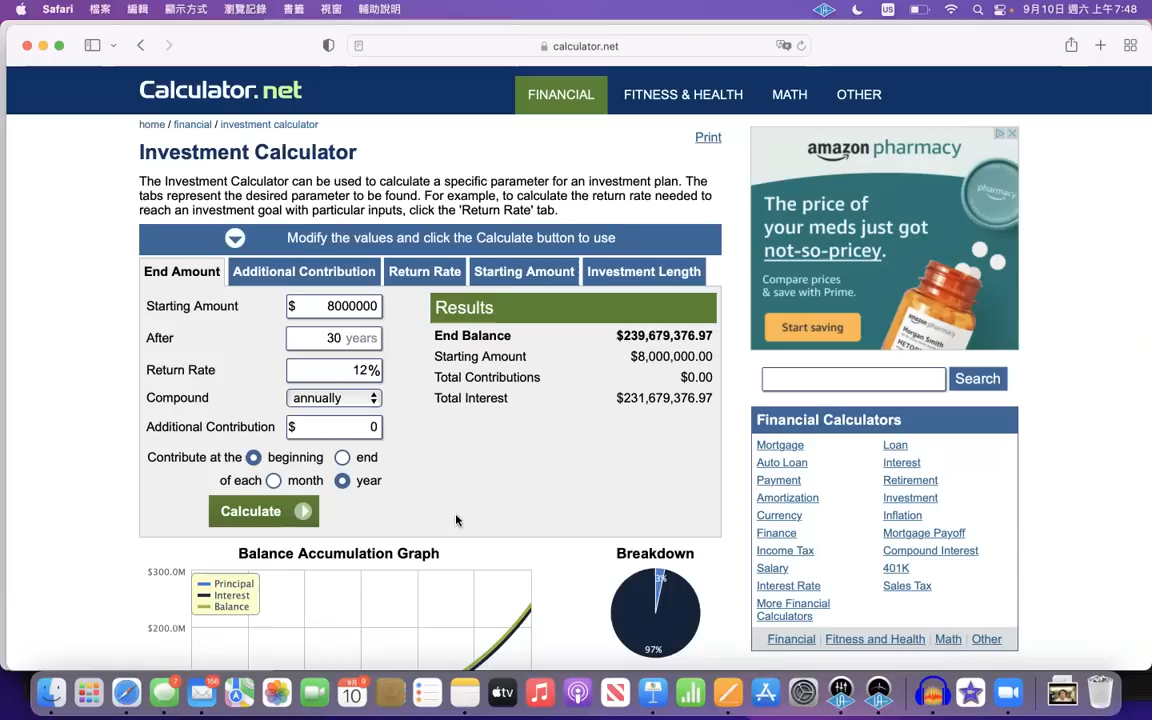 Safari 檔案 編輯 顯示方式 瀏覽記錄 書籤 視窗 輔助說明 US 9月10日 週六 上午7:48
calculator.net
Calculator.net FINANCIAL FITNESS & HEALTH MATH OTHER
home / financial / investment calculator
Print
Investment Calculator
The Investment Calculator can be used to calculate a specific parameter for an investment plan. The
tabs represent the desired parameter to be found. For example, to calculate the return rate needed to
reach an investment goal with particular inputs, click the 'Return Rate' tab.
Modify the values and click the Calculate button to use
End Amount Additional Contribution Return Rate Starting Amount Investment Length
Starting Amount $ 8000000
After 30 years
Return Rate 12%
Compound annually
Additional Contribution $ 0
Contribute at the beginning end
of each month year
Calculate
Results
End Balance $239,679,376.97
Starting Amount $8,000,000.00
Total Contributions $0.00
Total Interest $231,679,376.97
Balance Accumulation Graph
$300.0M
$200.0M
Principal
Interest
Balance
Breakdown
3%
97%
amazon pharmacy
The price of
your meds just got
not-so-pricey.
Compare prices
& save with Prime.
Start saving
pharmacy
amazon pharmacy
Morgan Smith
Search
Financial Calculators
Mortgage Loan
Auto Loan Interest
Payment Retirement
Amortization Investment
Currency Inflation
Finance Mortgage Payoff
Income Tax Compound Interest
Salary 401K
Interest Rate Sales Tax
More Financial
Calculators
Financial Fitness and Health Math Other
7
156
9月
10
9
tv